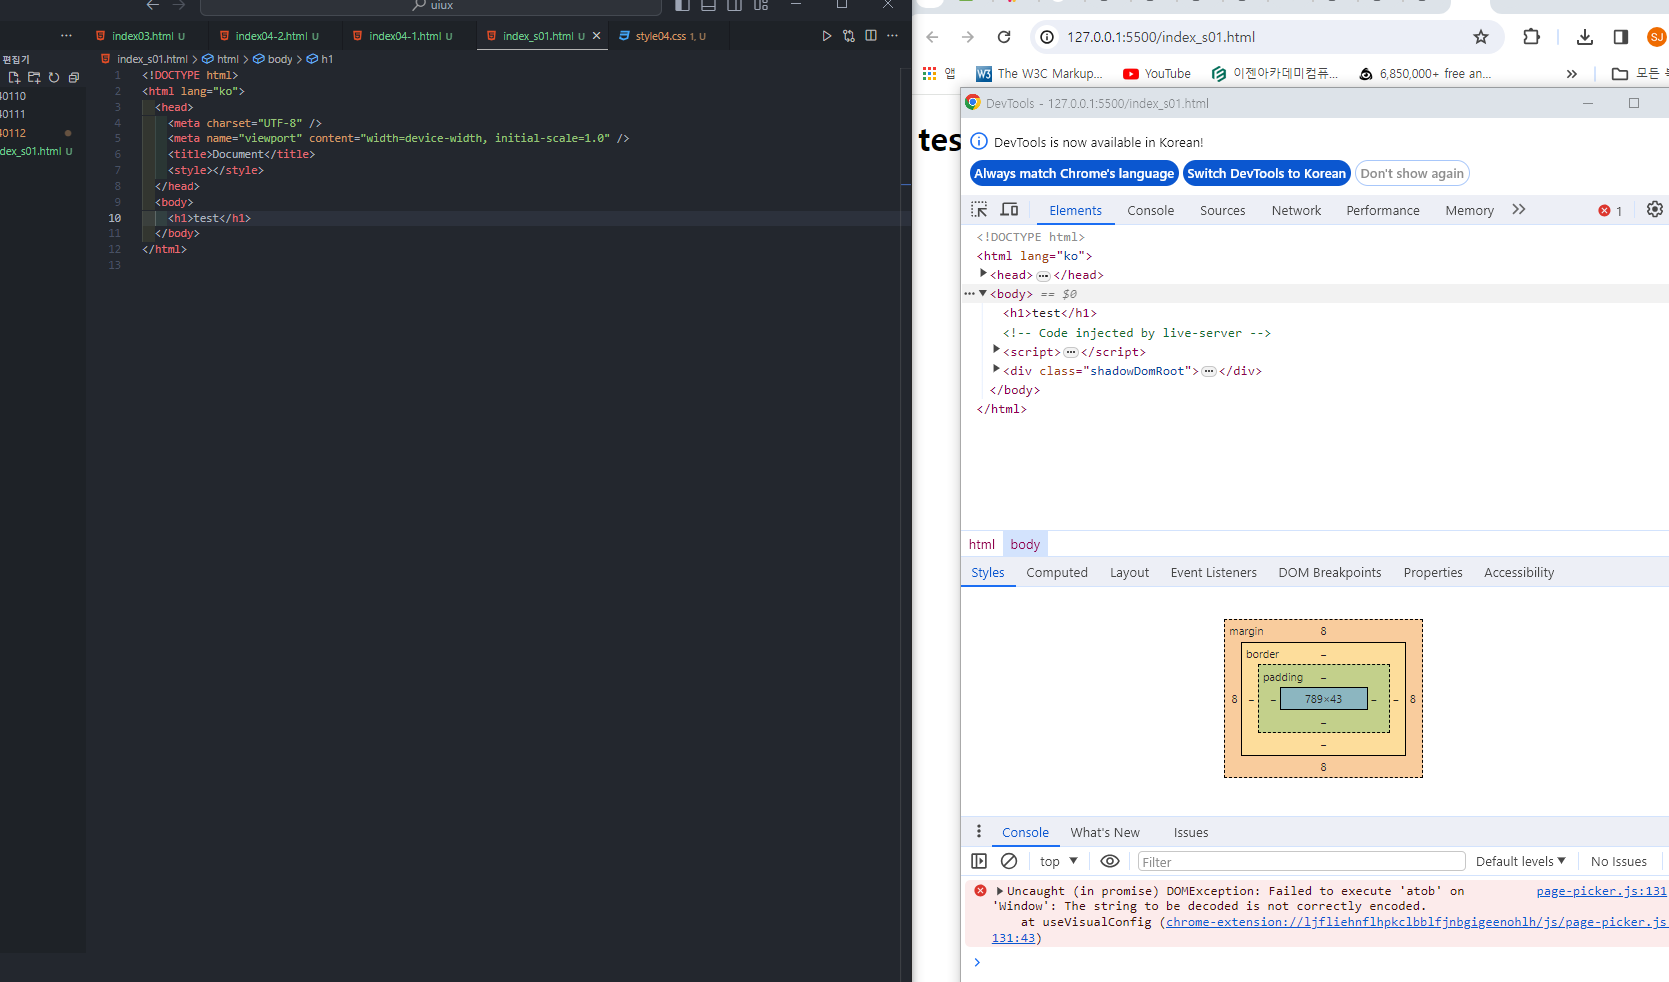 uiux
index03.html U
index04-2.html U
index04-1.html U
index_s01.html U
style04.css 1, U
편집기
40110
40111
40112
dex_s01.html U
index_s01.html > html > body > h1
1 <!DOCTYPE html>
2 <html lang="ko">
3 <head>
4 <meta charset="UTF-8" />
5 <meta name="viewport" content="width=device-width, initial-scale=1.0" />
6 <title>Document</title>
7 <style></style>
8 </head>
9 <body>
10 <h1>test</h1>
11 </body>
12 </html>
13
127.0.0.1:5500/index_s01.html
SJ
앱
W3 The W3C Markup...
YouTube
이젠아카데미컴퓨...
6,850,000+ free an...
모든
tes
DevTools - 127.0.0.1:5500/index_s01.html
DevTools is now available in Korean!
Always match Chrome's language
Switch DevTools to Korean
Don't show again
Elements
Console
Sources
Network
Performance
Memory
1
<!DOCTYPE html>
<html lang="ko">
<head>...</head>
<body> == $0
<h1>test</h1>
<!-- Code injected by live-server -->
<script>...</script>
<div class="shadowDomRoot">...</div>
</body>
</html>
html body
Styles
Computed
Layout
Event Listeners
DOM Breakpoints
Properties
Accessibility
margin 8
border –
padding –
8 – – 789×43 – – 8
–
–
8
Console
What's New
Issues
top
Filter
Default levels
No Issues
Uncaught (in promise) DOMException: Failed to execute 'atob' on page-picker.js:131
'Window': The string to be decoded is not correctly encoded.
at useVisualConfig (chrome-extension://ljfliehnflhpkclbblfjnbgigeenohlh/js/page-picker.js
131:43)